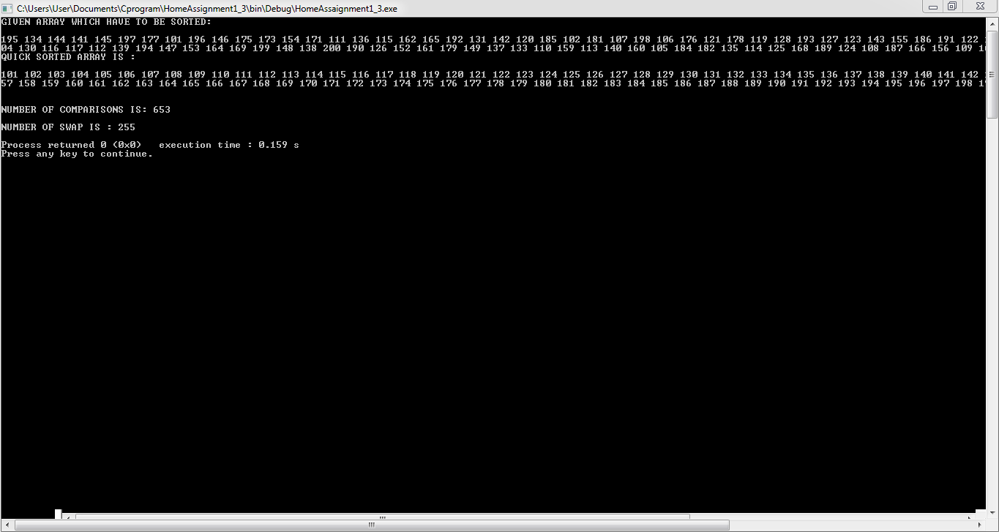 C:\Users\User\Documents\Cprogram\HomeAssignment1_3\bin\Debug\HomeAssaignment1_3.exe
GIVEN ARRAY WHICH HAVE TO BE SORTED:
195 134 144 141 145 197 177 101 196 146 175 173 154 171 111 136 115 162 165 192 131 142 120 185 102 181 107 198 106 176 121 178 119 128 193 127 123 143 155 186 191 122
04 130 116 117 112 139 194 147 153 164 169 199 148 138 200 190 126 152 161 179 149 137 133 110 159 113 140 160 105 184 182 135 114 125 168 189 124 108 187 166 156 109
QUICK SORTED ARRAY IS :
101 102 103 104 105 106 107 108 109 110 111 112 113 114 115 116 117 118 119 120 121 122 123 124 125 126 127 128 129 130 131 132 133 134 135 136 137 138 139 140 141 142
57 158 159 160 161 162 163 164 165 166 167 168 169 170 171 172 173 174 175 176 177 178 179 180 181 182 183 184 185 186 187 188 189 190 191 192 193 194 195 196 197 198
NUMBER OF COMPARISONS IS: 653
NUMBER OF SWAP IS : 255
Process returned 0 (0x0)   execution time : 0.159 s
Press any key to continue.